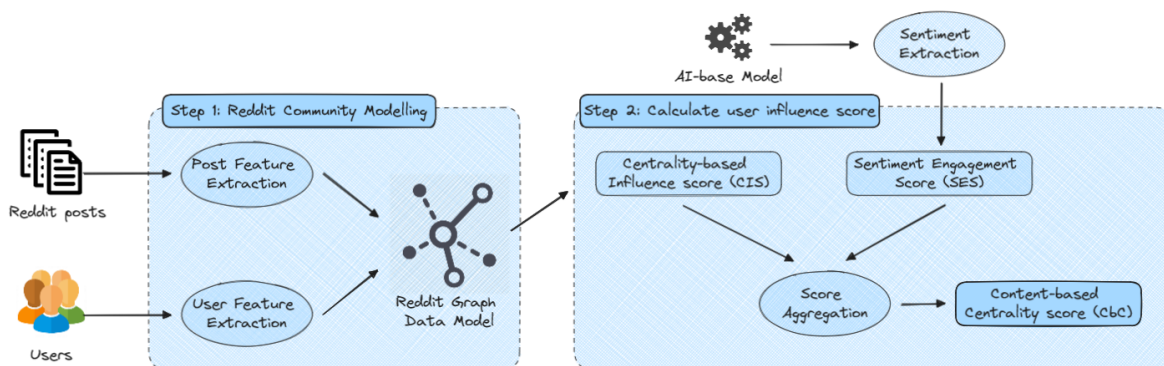 Sentiment
Extraction
AI-base Model
Step 1: Reddit Community Modelling
Step 2: Calculate user influence score
Post Feature
Extraction
Reddit posts
Centrality-based
Influence score (CIS)
Sentiment Engagement
Score (SES)
User Feature
Extraction
Users
Reddit Graph
Data Model
Score
Aggregation
Content-based
Centrality score (CbC)